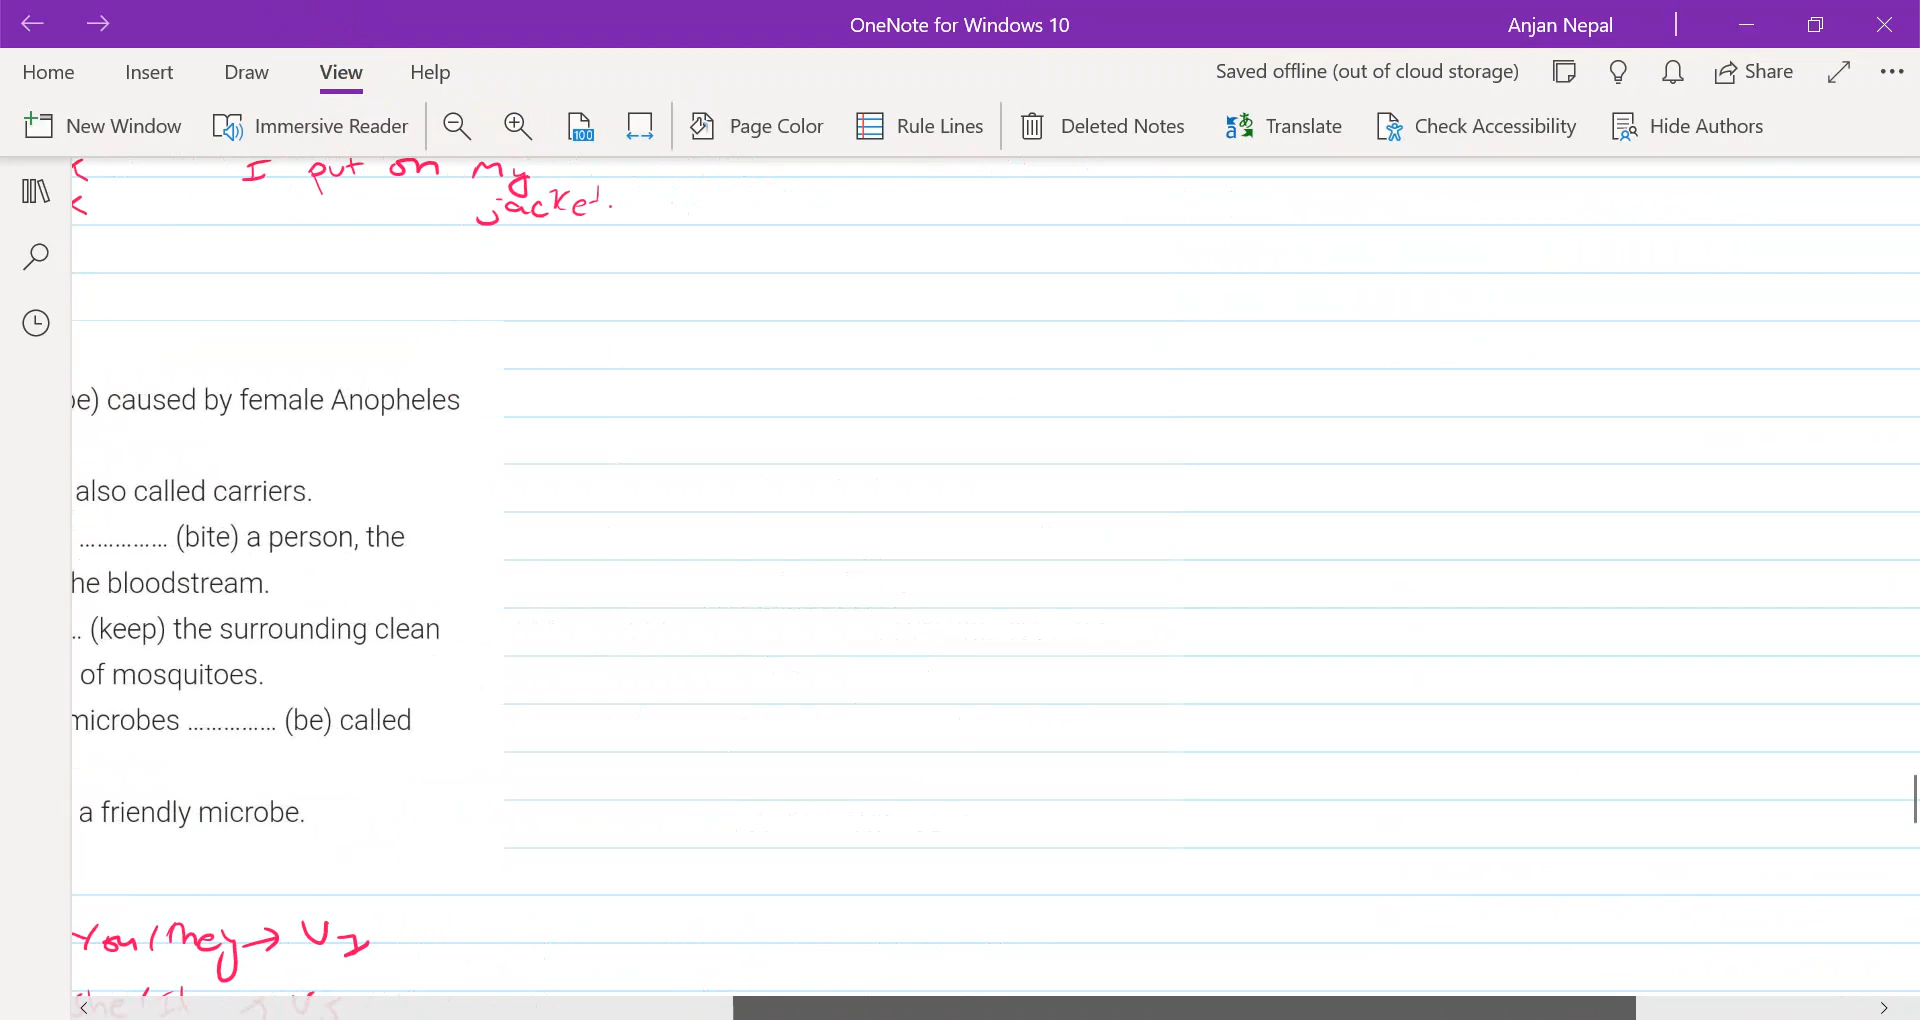 OneNote for Windows 10
Anjan Nepal
Home Insert Draw View Help
Saved offline (out of cloud storage)
Share
New Window
Immersive Reader
100
Page Color
Rule Lines
Deleted Notes
Translate
Check Accessibility
Hide Authors
I put on my
jacket.
be) caused by female Anopheles
also called carriers.
............... (bite) a person, the
he bloodstream.
.. (keep) the surrounding clean
of mosquitoes.
microbes ............... (be) called
a friendly microbe.
You/They → V1